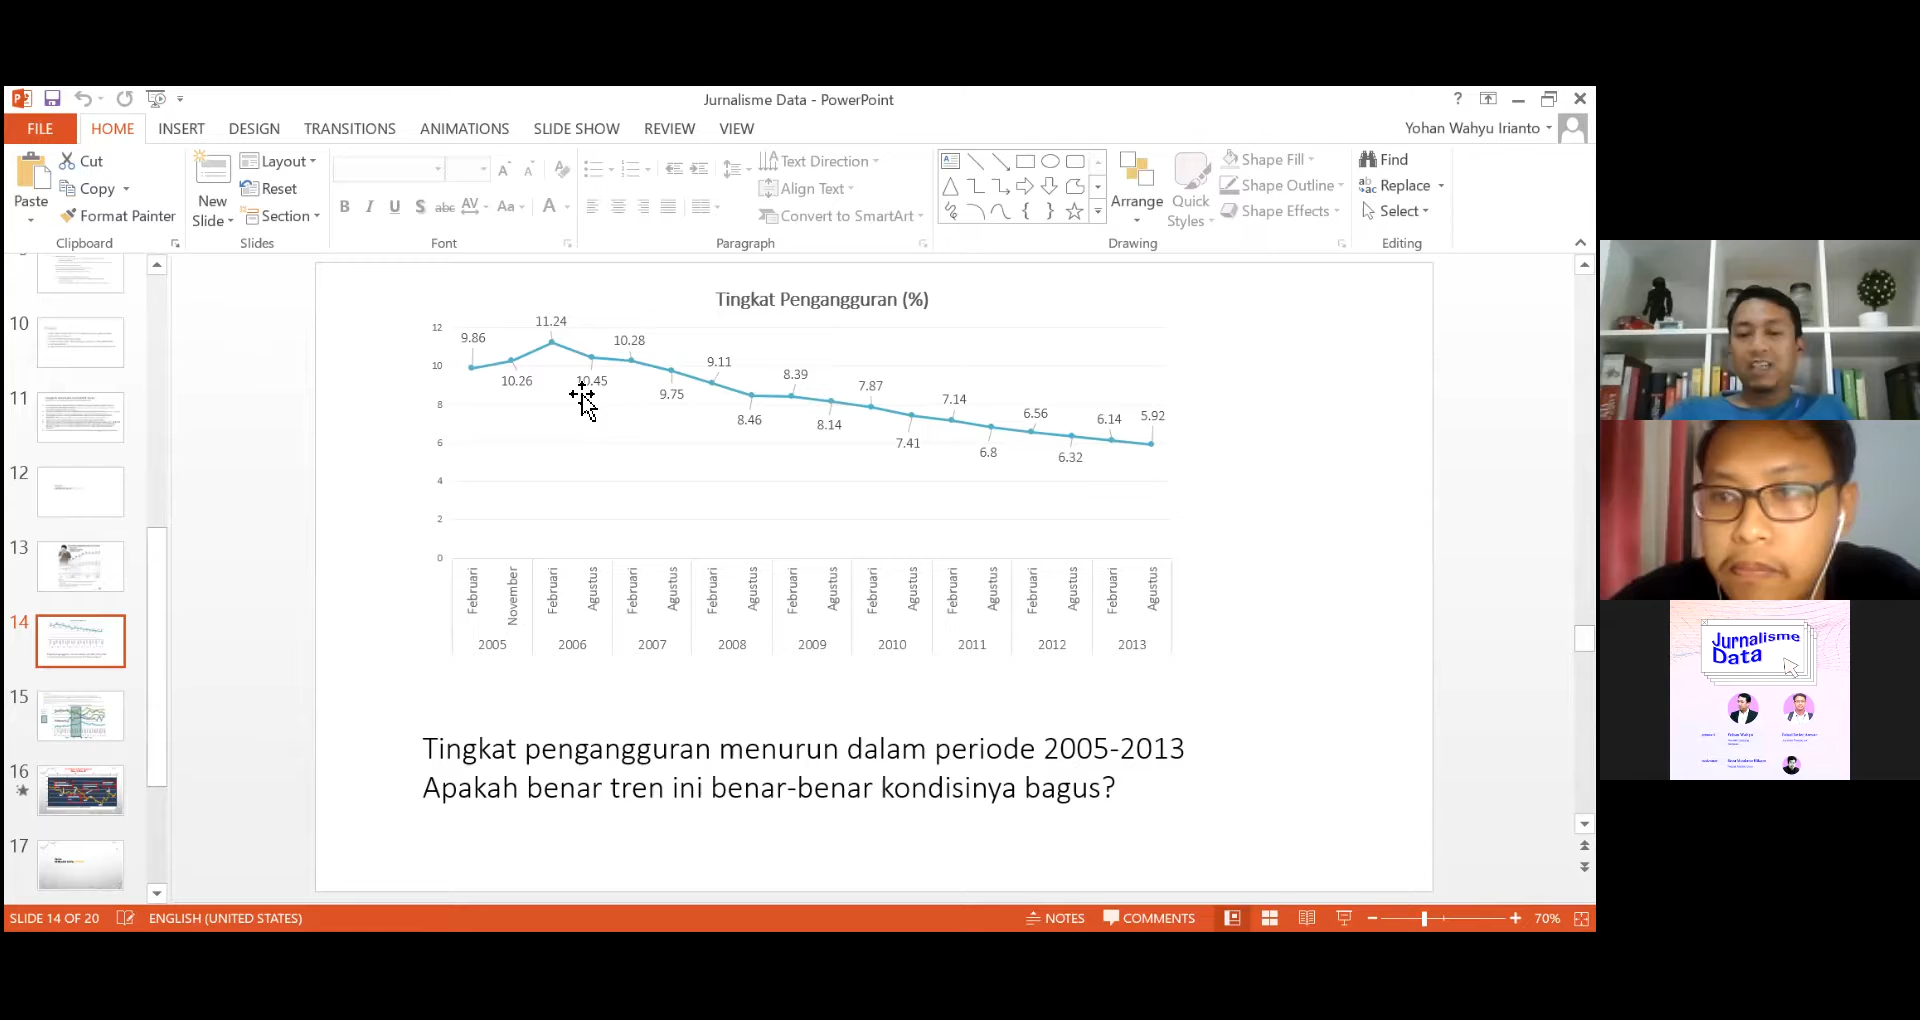 Jurnalisme Data - PowerPoint
?
FILE HOME INSERT DESIGN TRANSITIONS ANIMATIONS SLIDE SHOW REVIEW VIEW
Yohan Wahyu Irianto
Paste
Cut
Copy
Format Painter
Clipboard
New
Slide
Layout
Reset
Section
Slides
B I U S abc AV Aa A
Font
Text Direction
Align Text
Convert to SmartArt
Paragraph
Arrange
Quick
Styles
Shape Fill
Shape Outline
Shape Effects
Drawing
Find
Replace
Select
Editing
10
11
12
13
14
15
16
17
Tingkat Pengangguran (%)
12
10
8
6
4
2
0
9.86
10.26
11.24
10.45
10.28
9.75
9.11
8.46
8.39
8.14
7.87
7.41
7.14
6.8
6.56
6.32
6.14
5.92
Februari November Februari Agustus Februari Agustus Februari Agustus Februari Agustus Februari Agustus Februari Agustus Februari Agustus Februari Agustus
2005 2006 2007 2008 2009 2010 2011 2012 2013
Tingkat pengangguran menurun dalam periode 2005-2013
Apakah benar tren ini benar-benar kondisinya bagus?
Jurnalisme
Data
SLIDE 14 OF 20 ENGLISH (UNITED STATES)
NOTES COMMENTS 70%